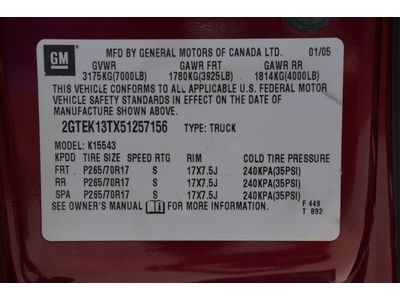 GM
MFD BY GENERAL MOTORS OF CANADA LTD. 01/05
GVWR GAWR FRT GAWR RR
3175KG(7000LB) 1780KG(3925LB) 1814KG(4000LB)
THIS VEHICLE CONFORMS TO ALL APPLICABLE U.S. FEDERAL MOTOR
VEHICLE SAFETY STANDARDS IN EFFECT ON THE DATE OF
MANUFACTURE SHOWN ABOVE.
2GTEK13TX51257156 TYPE: TRUCK
MODEL: K15543
KPDD TIRE SIZE SPEED RTG RIM COLD TIRE PRESSURE
FRT P265/70R17 S 17X7.5J 240KPA(35PSI)
RR P265/70R17 S 17X7.5J 240KPA(35PSI)
SPA P265/70R17 S 17X7.5J 240KPA(35PSI)
SEE OWNER'S MANUAL FOR MORE INFORMATION
F 449
T 892